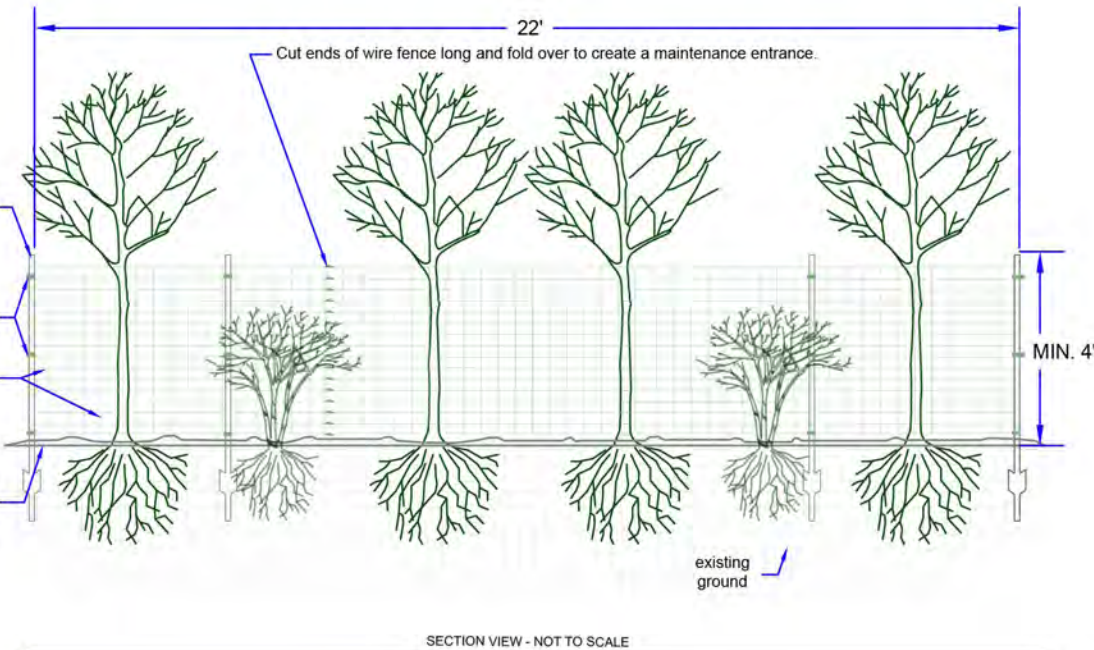 22'
Cut ends of wire fence long and fold over to create a maintenance entrance.
MIN. 4'
existing
ground
SECTION VIEW - NOT TO SCALE